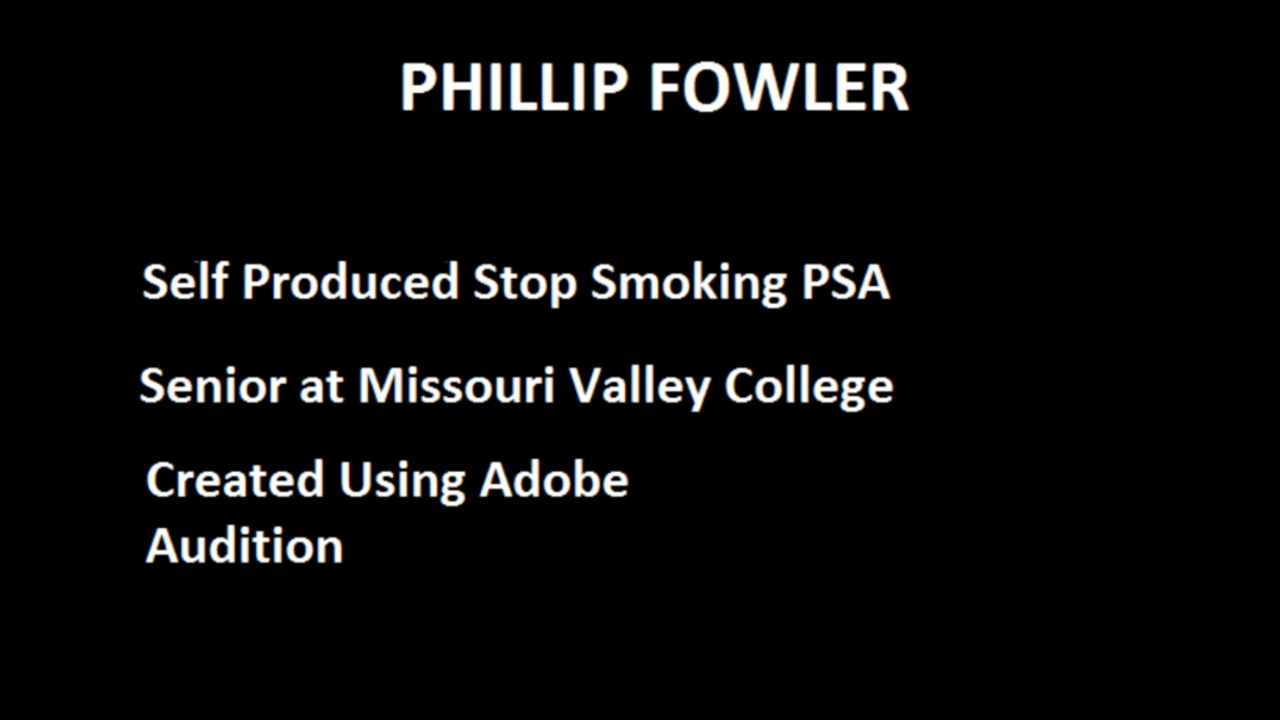 PHILLIP FOWLER
Self Produced Stop Smoking PSA
Senior at Missouri Valley College
Created Using Adobe
Audition